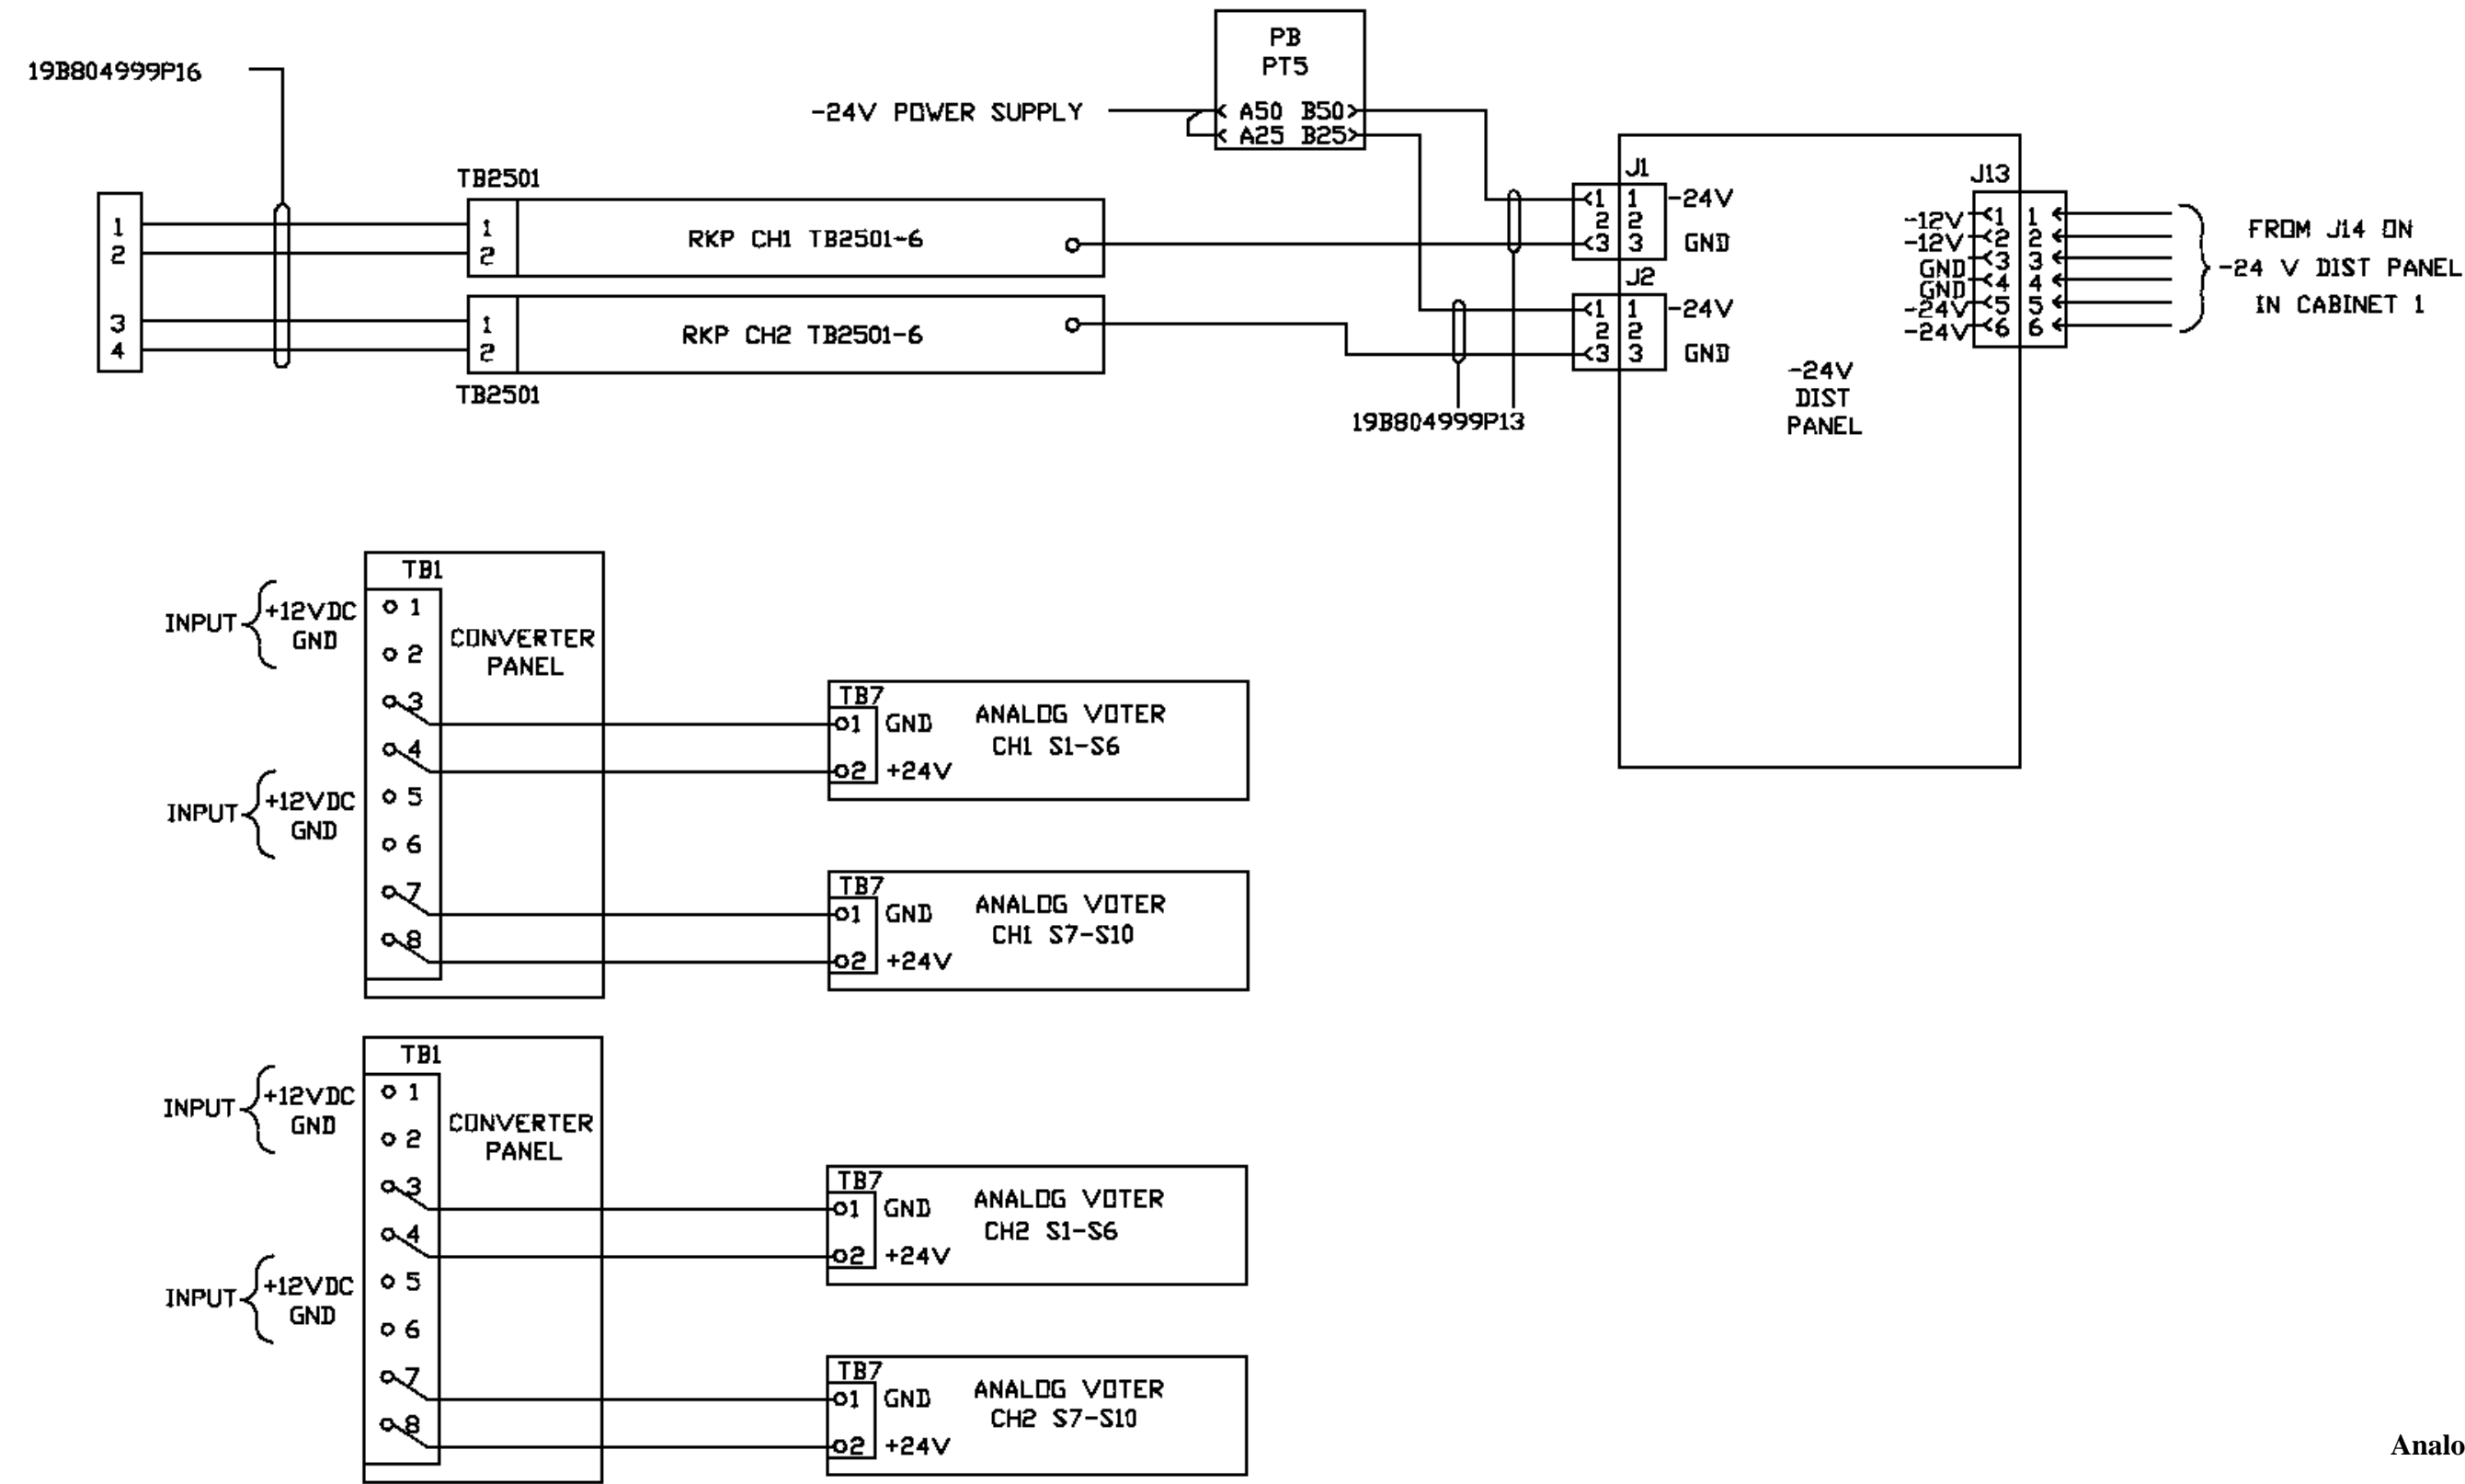 19B804999P16
PB
PT5
-24V POWER SUPPLY
A50 B50
A25 B25
TB2501
1
2
3
4
1
2
RKP CH1 TB2501-6
1
2
RKP CH2 TB2501-6
TB2501
19B804999P13
J1
1 1 -24V
2 2
3 3 GND
J2
1 1 -24V
2 2
3 3 GND
-24V
DIST
PANEL
J13
-12V 1 1
-12V 2 2
GND 3 3
GND 4 4
-24V 5 5
-24V 6 6
FROM J14 ON
-24 V DIST PANEL
IN CABINET 1
TB1
INPUT
+12VDC
GND
INPUT
+12VDC
GND
1
2
3
4
5
6
7
8
CONVERTER
PANEL
TB7
1 GND
2 +24V
ANALOG VOTER
CH1 S1-S6
TB7
1 GND
2 +24V
ANALOG VOTER
CH1 S7-S10
TB1
INPUT
+12VDC
GND
INPUT
+12VDC
GND
1
2
3
4
5
6
7
8
CONVERTER
PANEL
TB7
1 GND
2 +24V
ANALOG VOTER
CH2 S1-S6
TB7
1 GND
2 +24V
ANALOG VOTER
CH2 S7-S10
Analo